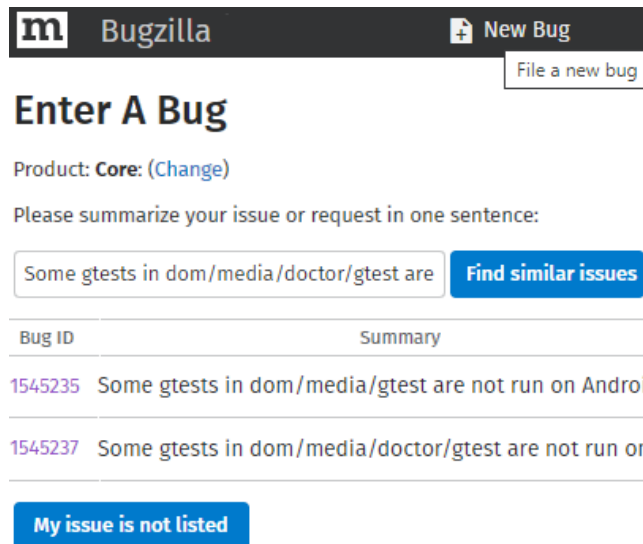 m Bugzilla New Bug
File a new bug
Enter A Bug
Product: Core: (Change)
Please summarize your issue or request in one sentence:
Some gtests in dom/media/doctor/gtest are Find similar issues
Bug ID Summary
1545235 Some gtests in dom/media/gtest are not run on Androi
1545237 Some gtests in dom/media/doctor/gtest are not run on
My issue is not listed